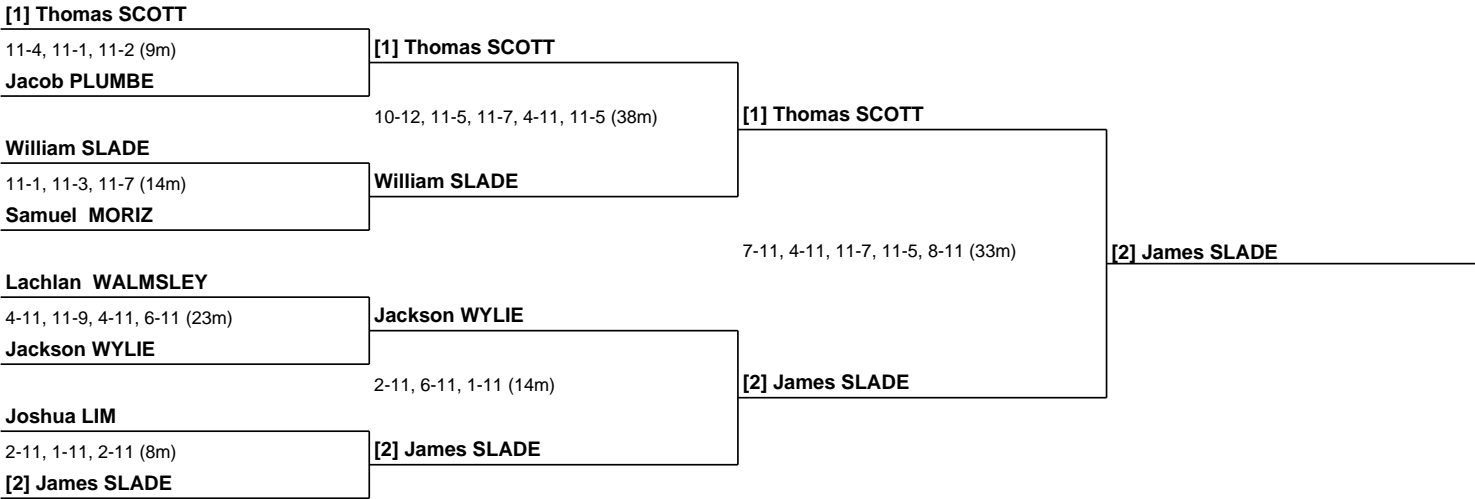 [1] Thomas SCOTT
11-4, 11-1, 11-2 (9m)
[1] Thomas SCOTT
Jacob PLUMBE
10-12, 11-5, 11-7, 4-11, 11-5 (38m)
[1] Thomas SCOTT
William SLADE
11-1, 11-3, 11-7 (14m)
William SLADE
Samuel  MORIZ
7-11, 4-11, 11-7, 11-5, 8-11 (33m)
[2] James SLADE
Lachlan  WALMSLEY
4-11, 11-9, 4-11, 6-11 (23m)
Jackson WYLIE
Jackson WYLIE
2-11, 6-11, 1-11 (14m)
[2] James SLADE
Joshua LIM
2-11, 1-11, 2-11 (8m)
[2] James SLADE
[2] James SLADE